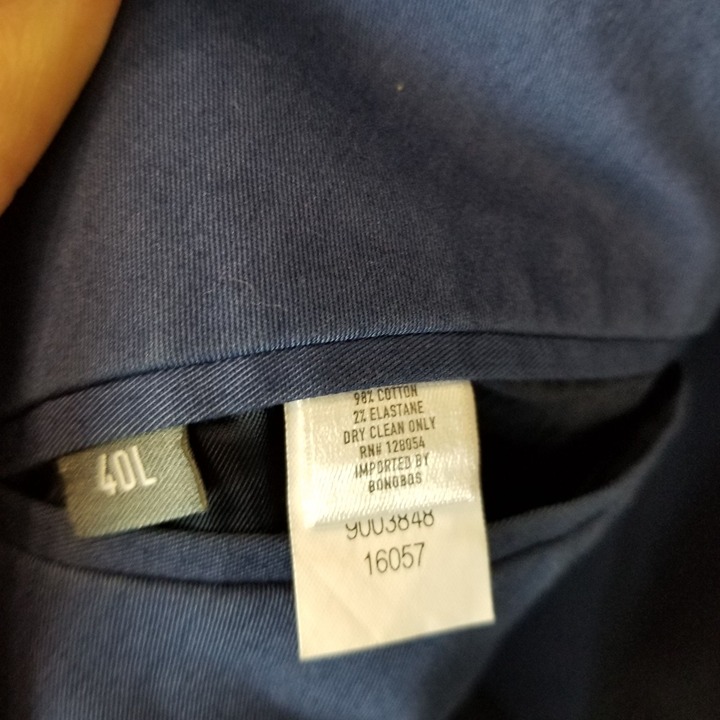 40L
98% COTTON
2% ELASTANE
DRY CLEAN ONLY
RN# 128054
IMPORTED BY
BONOBOS
9003848
16057